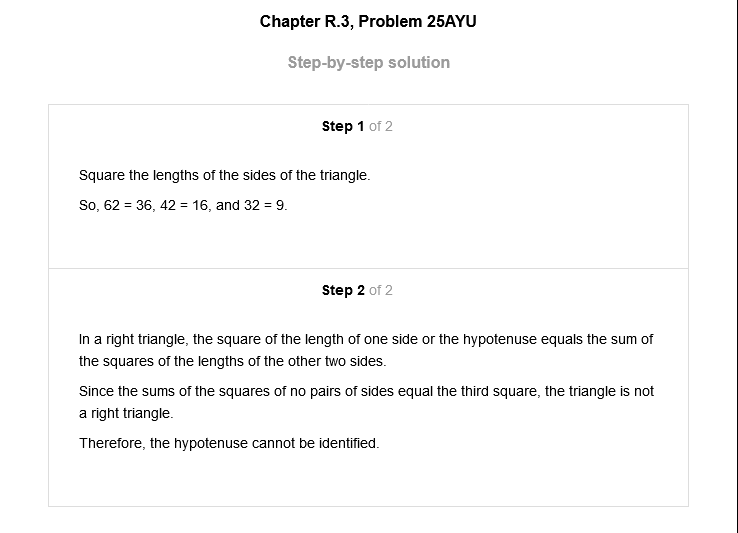 Chapter R.3, Problem 25AYU
Step-by-step solution
Step 1 of 2
Square the lengths of the sides of the triangle.
So, 62 = 36, 42 = 16, and 32 = 9.
Step 2 of 2
In a right triangle, the square of the length of one side or the hypotenuse equals the sum of
the squares of the lengths of the other two sides.
Since the sums of the squares of no pairs of sides equal the third square, the triangle is not
a right triangle.
Therefore, the hypotenuse cannot be identified.